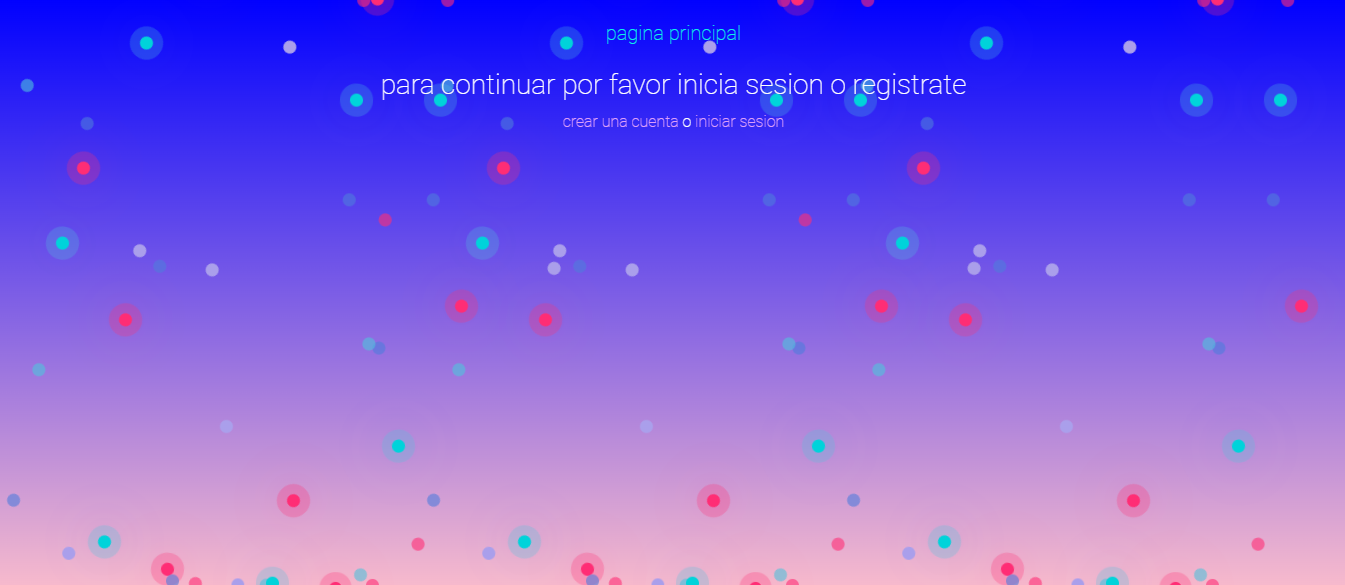 pagina principal
para continuar por favor inicia sesion o registrate
crear una cuenta o iniciar sesion